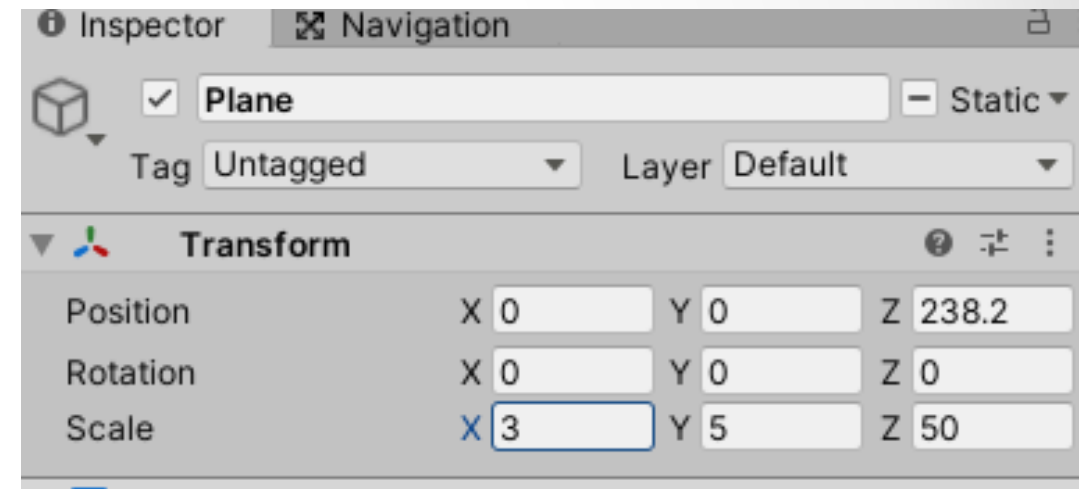 Inspector Navigation
Plane Static
Tag Untagged Layer Default
Transform
Position X 0 Y 0 Z 238.2
Rotation X 0 Y 0 Z 0
Scale X 3 Y 5 Z 50